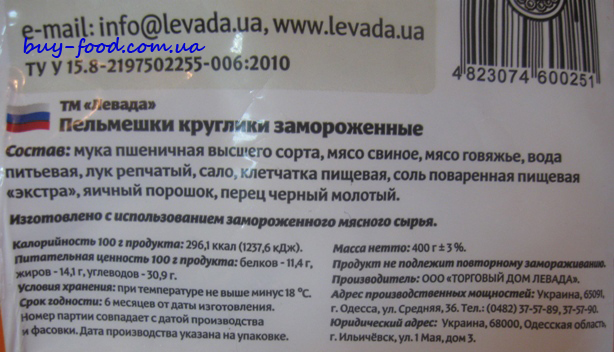 e-mail: info@levada.ua, www.levada.ua
buy-food.com.ua
ТУ У 15.8-2197502255-006:2010
4 823074 600251
ТМ «Левада»
Пельмешки круглики замороженные
Состав: мука пшеничная высшего сорта, мясо свиное, мясо говяжье, вода
питьевая, лук репчатый, сало, клетчатка пищевая, соль поваренная пищевая
«экстра», яичный порошок, перец черный молотый.
Изготовлено с использованием замороженного мясного сырья.
Калорийность 100 г продукта: 296,1 ккал (1237,6 кДж).
Питательная ценность 100 г продукта: белков - 11,4 г,
жиров - 14,1 г, углеводов - 30,9 г.
Условия хранения: при температуре не выше минус 18 °С.
Срок годности: 6 месяцев от даты изготовления.
Номер партии совпадает с датой производства
и фасовки. Дата производства указана на упаковке.
Масса нетто: 400 г ± 3 %.
Продукт не подлежит повторному замораживанию.
Производитель: ООО «ТОРГОВЫЙ ДОМ ЛЕВАДА».
Адрес производственных мощностей: Украина, 65091,
г. Одесса, ул. Средняя, 36. Тел.: (0482) 37-57-89, 37-57-90.
Юридический адрес: Украина, 68000, Одесская область,
г. Ильичёвск, ул. 1 Мая, дом 3.